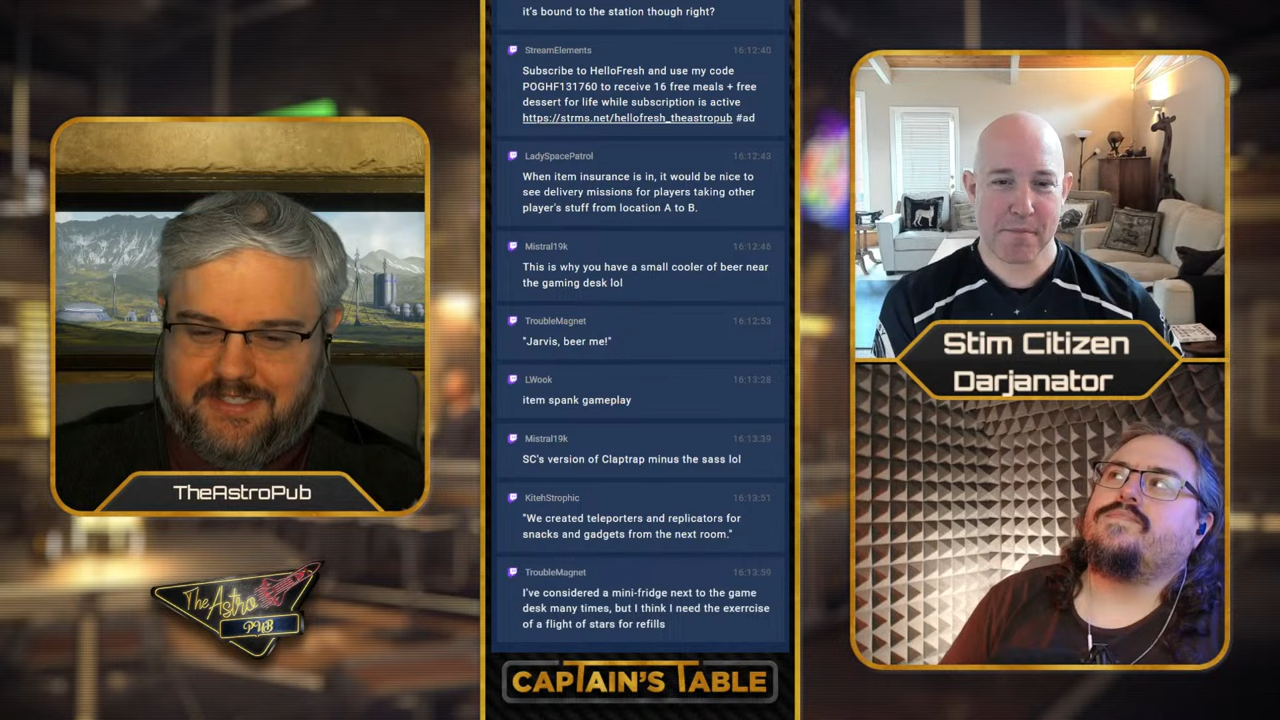 it's bound to the station though right?
StreamElements 16:12:40
Subscribe to HelloFresh and use my code
POGHF131760 to receive 16 free meals + free
dessert for life while subscription is active
https://strms.net/hellofresh_theastropub #ad
LadySpacePatrol 16:12:43
When item insurance is in, it would be nice to
see delivery missions for players taking other
player's stuff from location A to B.
Mistral19k 16:12:46
This is why you have a small cooler of beer near
the gaming desk lol
TroubleMagnet 16:12:53
"Jarvis, beer me!"
LWook 16:13:28
item spank gameplay
Mistral19k 16:13:39
SC's version of Claptrap minus the sass lol
KitehStrophic 16:13:51
"We created teleporters and replicators for
snacks and gadgets from the next room."
TroubleMagnet 16:13:59
I've considered a mini-fridge next to the game
desk many times, but I think I need the exercise
of a flight of stars for refills
CAPTAIN'S TABLE
TheAstroPub
The Astro
PUB
Stim Citizen
Darjanator